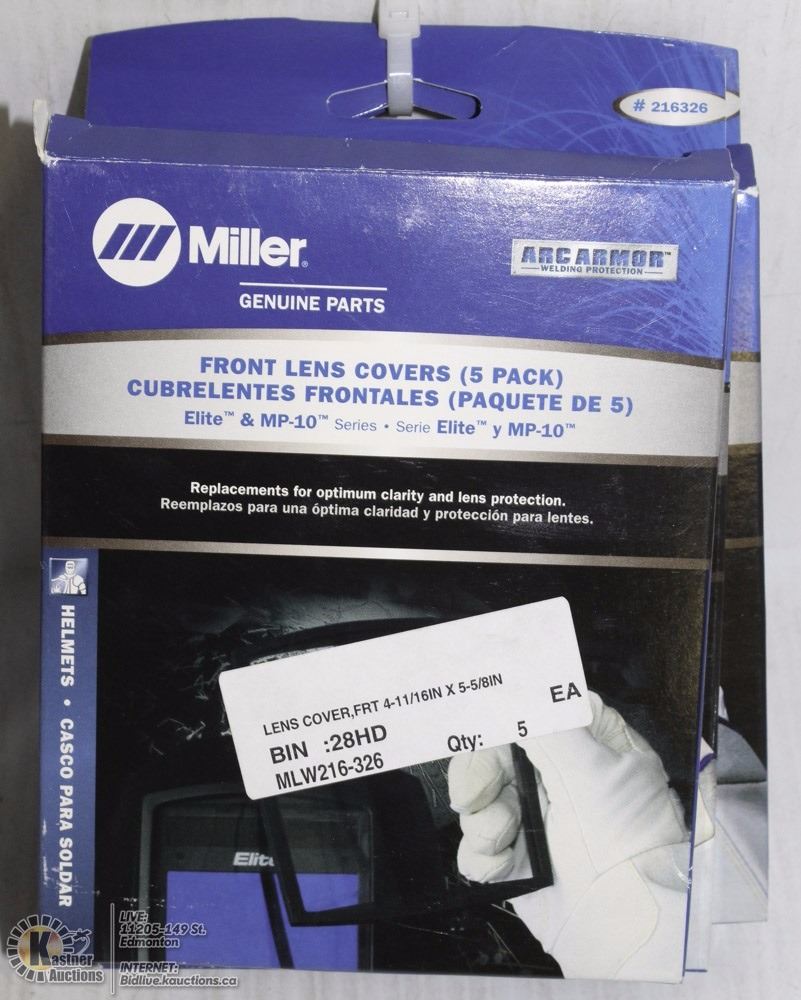 # 216326
Miller®
ARCARMOR™
WELDING PROTECTION
GENUINE PARTS
FRONT LENS COVERS (5 PACK)
CUBRELENTES FRONTALES (PAQUETE DE 5)
Elite™ & MP-10™ Series • Serie Elite™ y MP-10™
Replacements for optimum clarity and lens protection.
Reemplazos para una óptima claridad y protección para lentes.
HELMETS • CASCO PARA SOLDAR
LENS COVER,FRT 4-11/16IN X 5-5/8IN
BIN :28HD Qty: 5 EA
MLW216-326
Elite
Kastner
Auctions
LIVE:
11205-149 St.
Edmonton
INTERNET:
Bidlive.kauctions.ca